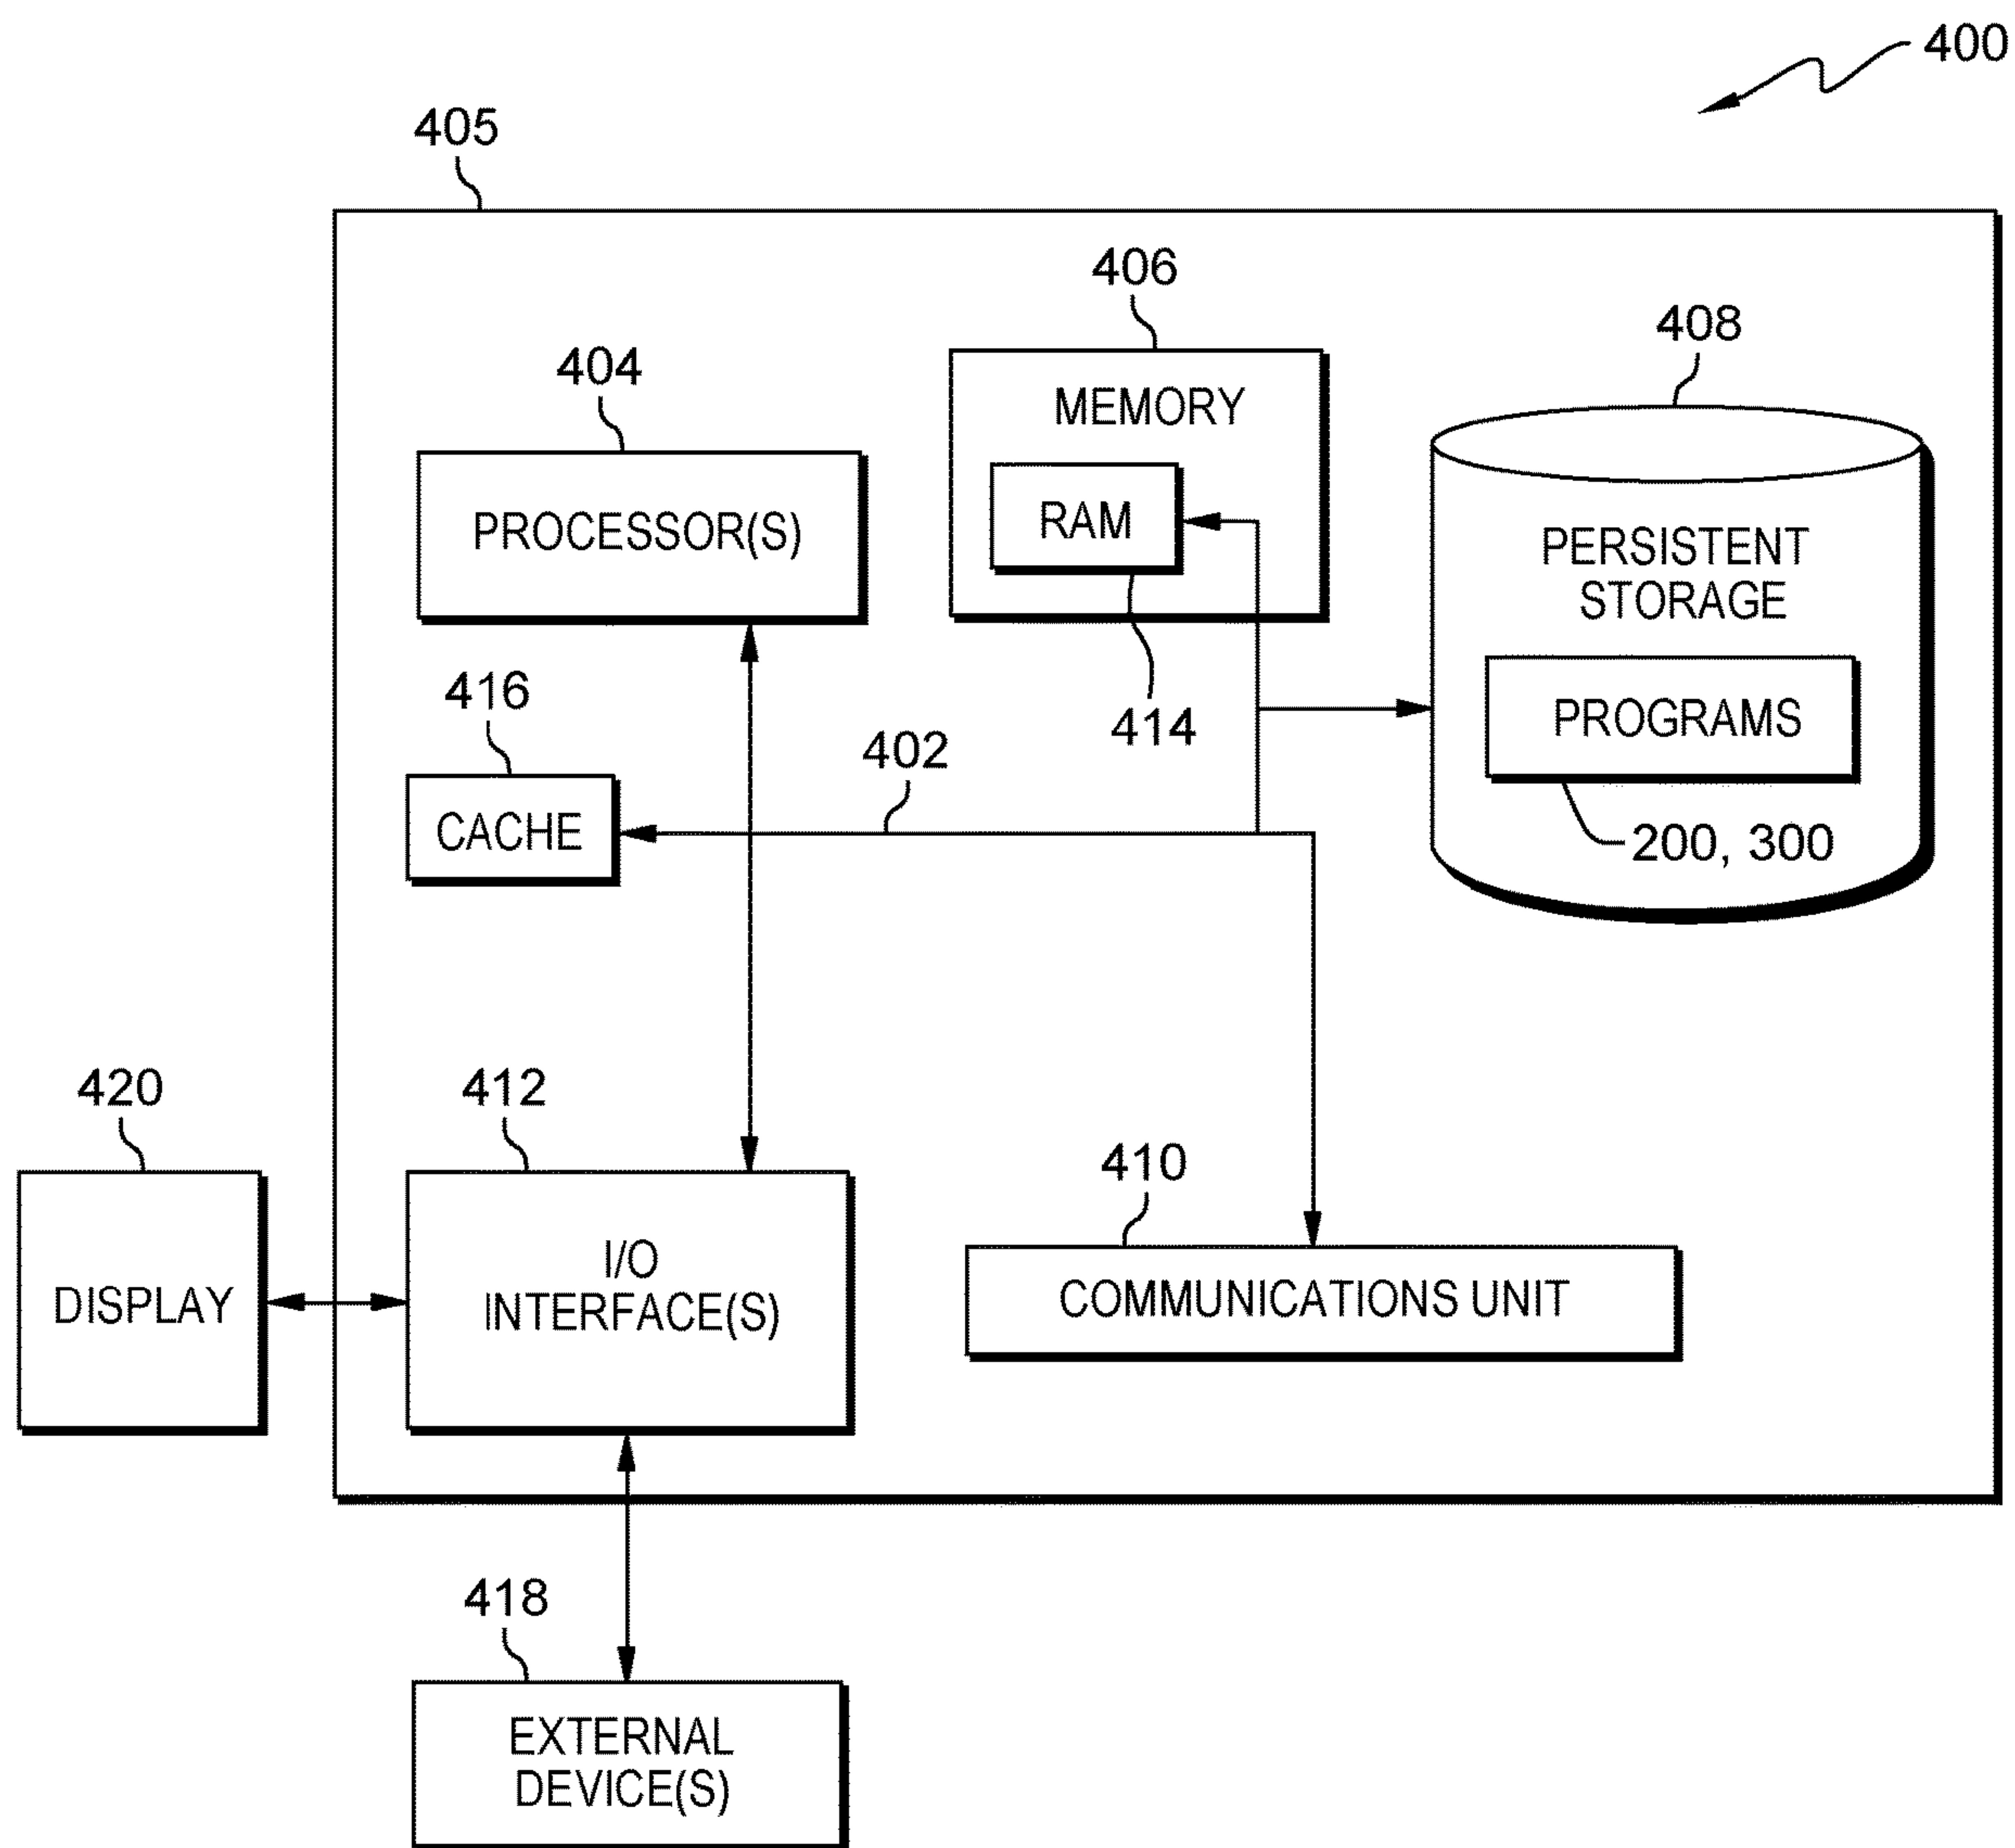 400
405
406
408
404
MEMORY
PROCESSOR(S)
RAM
PERSISTENT
STORAGE
416
414
PROGRAMS
402
CACHE
200, 300
420
412
410
DISPLAY
I/O
INTERFACE(S)
COMMUNICATIONS UNIT
418
EXTERNAL
DEVICE(S)